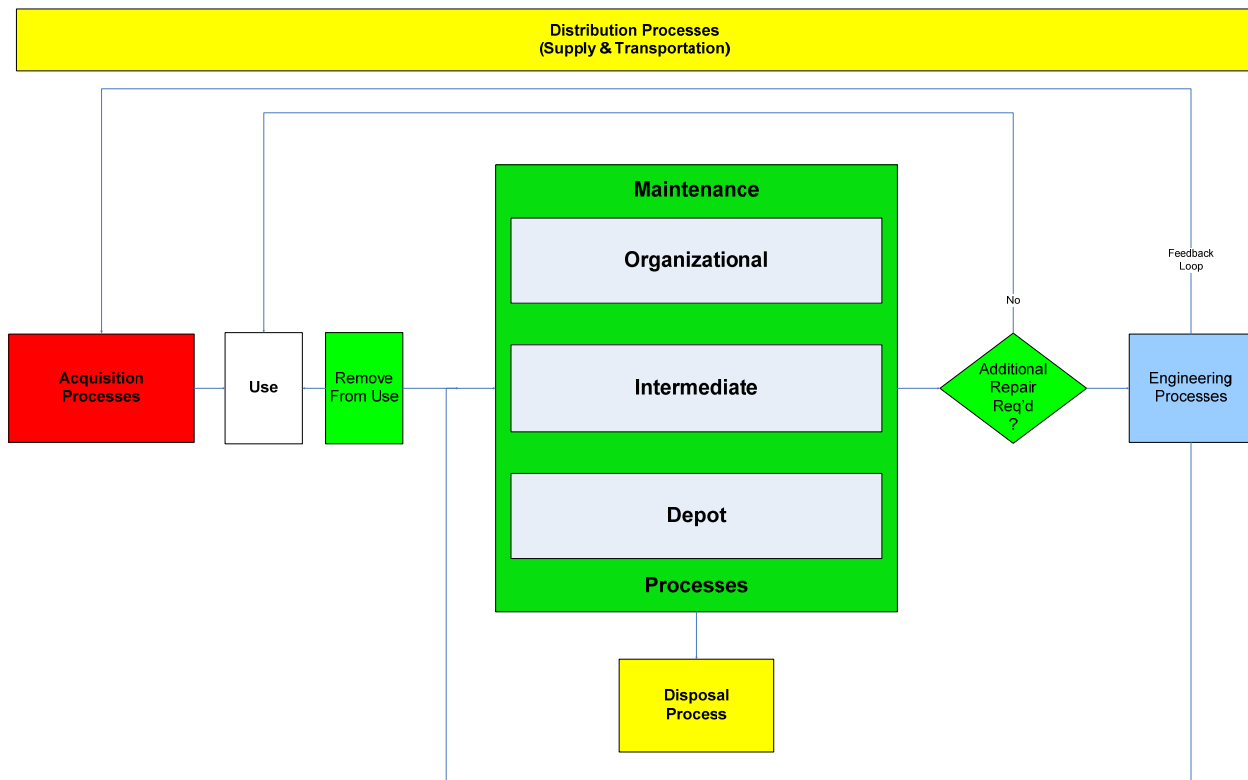 Distribution Processes
(Supply & Transportation)
Maintenance
Organizational
Feedback
Loop
No
Acquisition
Processes
Use
Remove
From Use
Intermediate
Additional
Repair
Req'd
?
Engineering
Processes
Depot
Processes
Disposal
Process